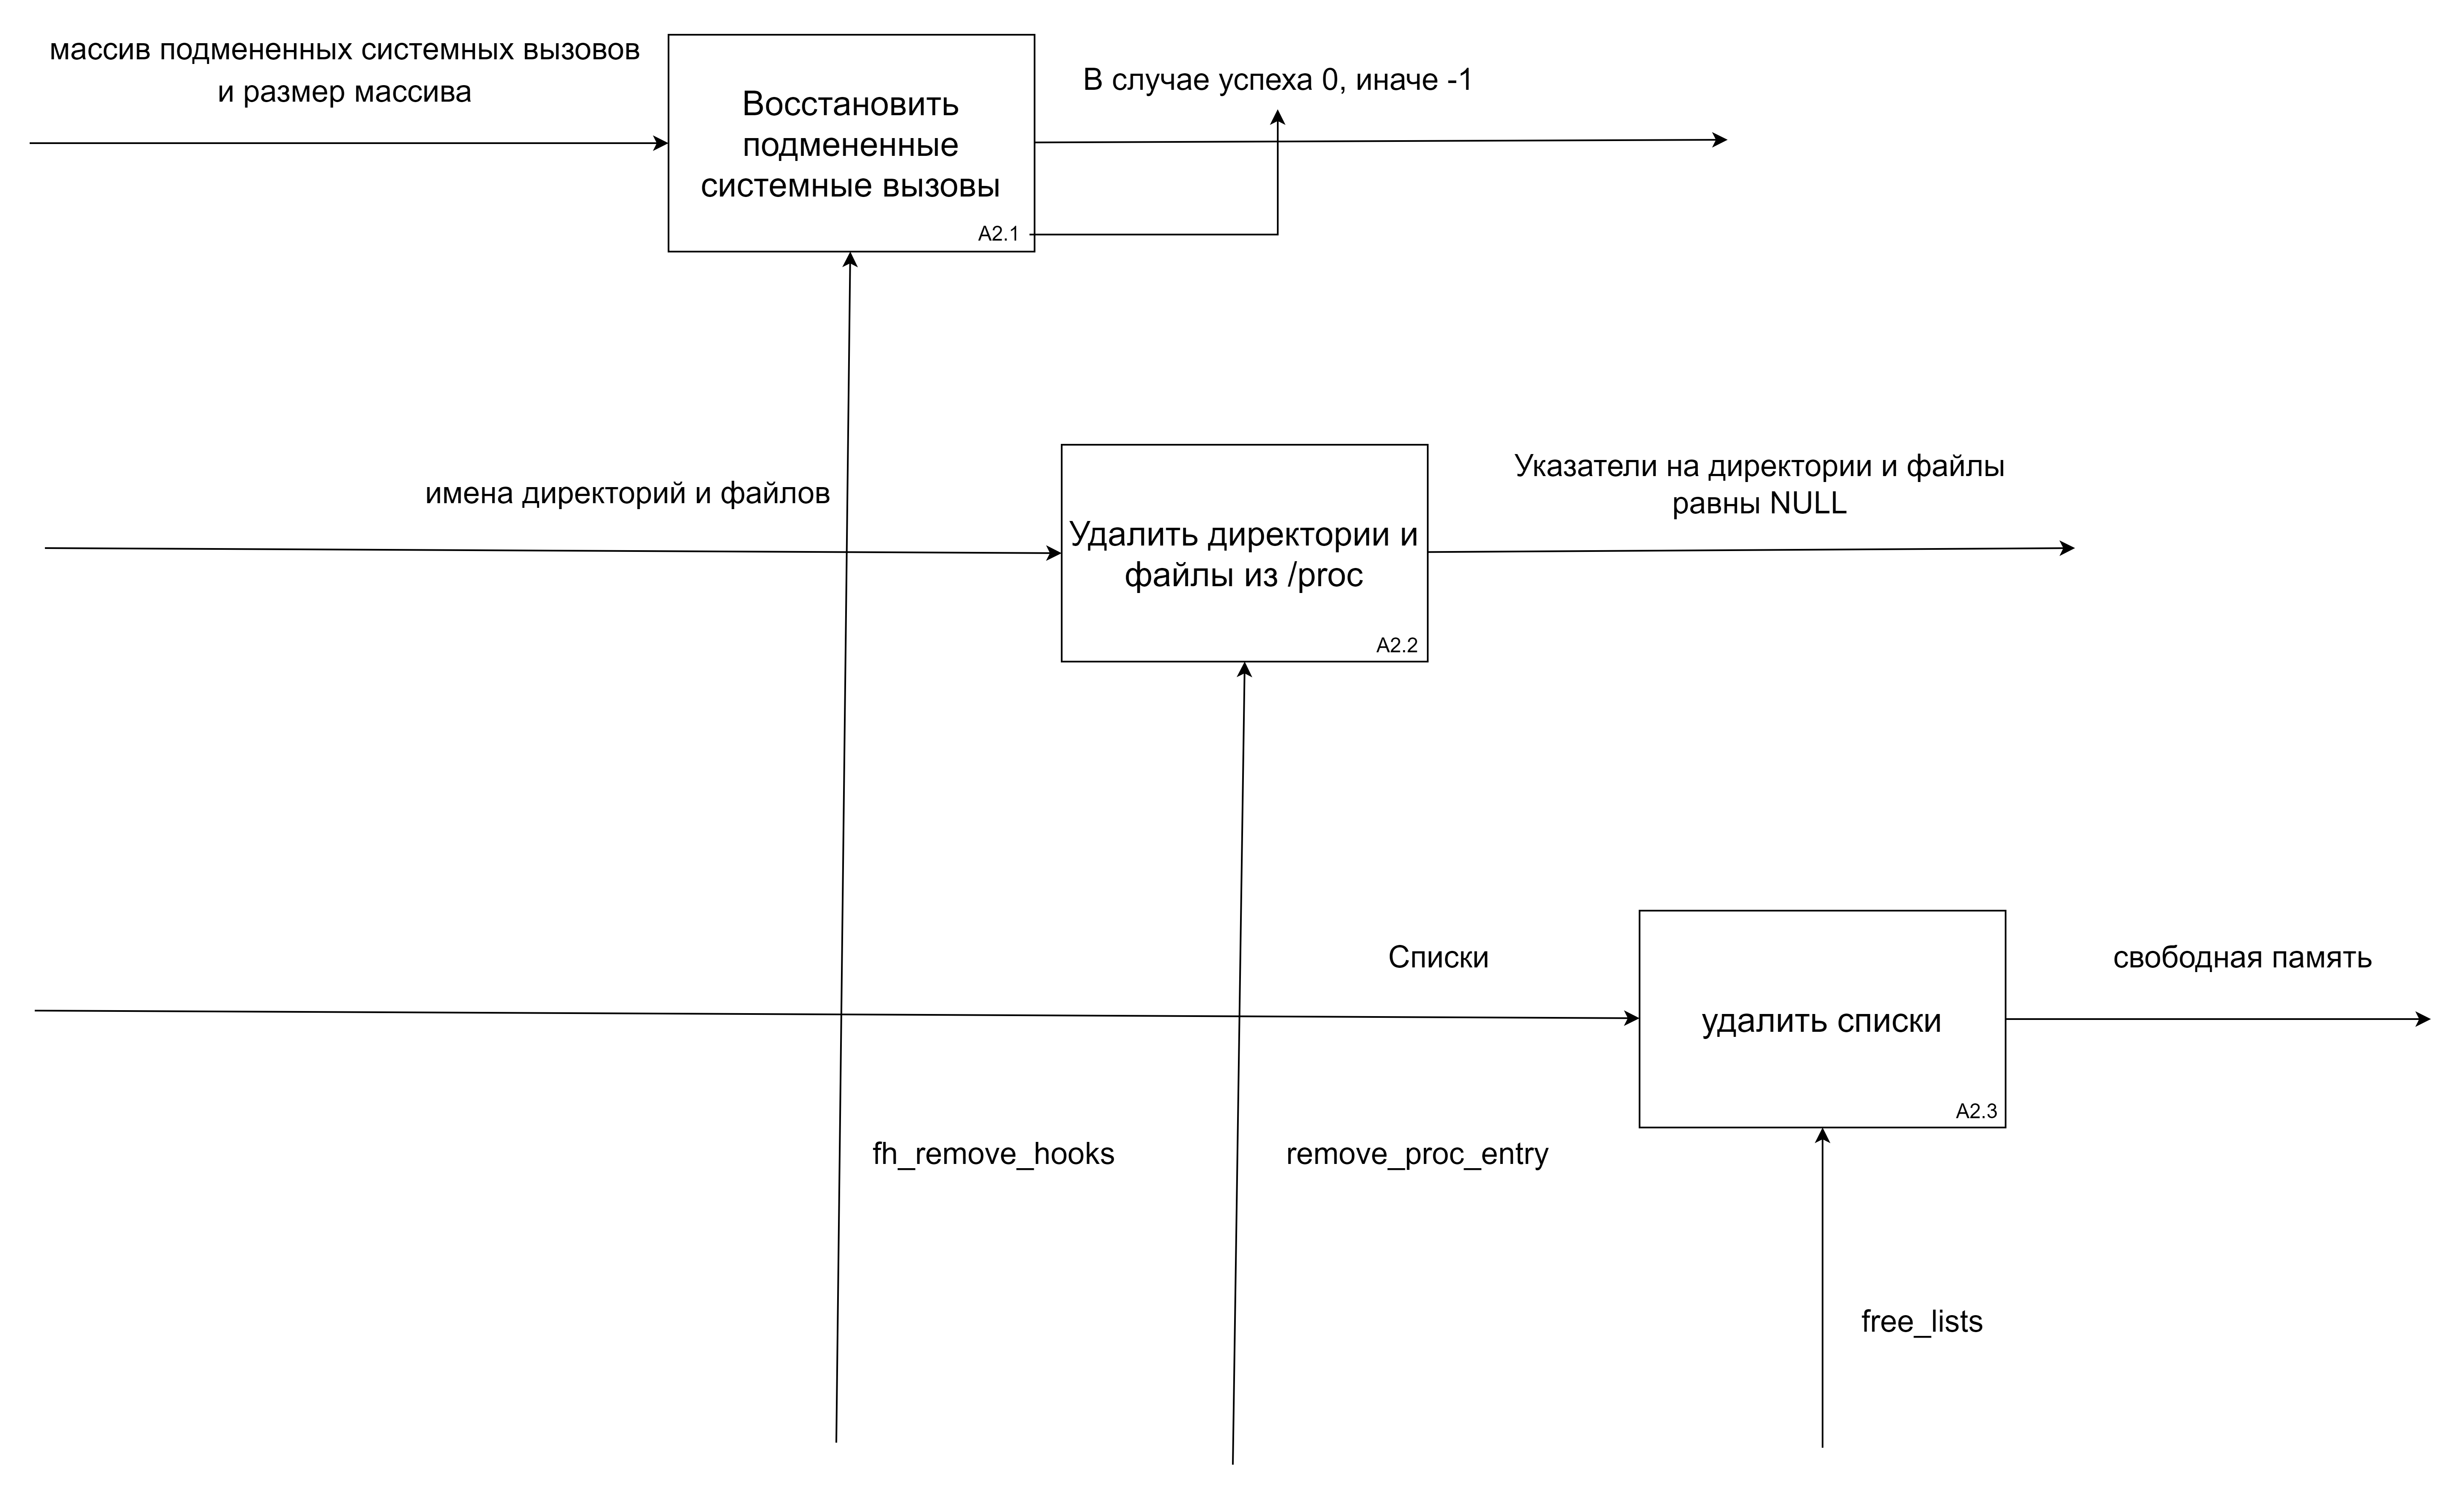 массив подмененных системных вызовов
и размер массива
Восстановить
подмененные
системные вызовы
A2.1
В случае успеха 0, иначе -1
имена директорий и файлов
Удалить директории и
файлы из /proc
A2.2
Указатели на директории и файлы
равны NULL
Списки
удалить списки
A2.3
свободная память
fh_remove_hooks
remove_proc_entry
free_lists